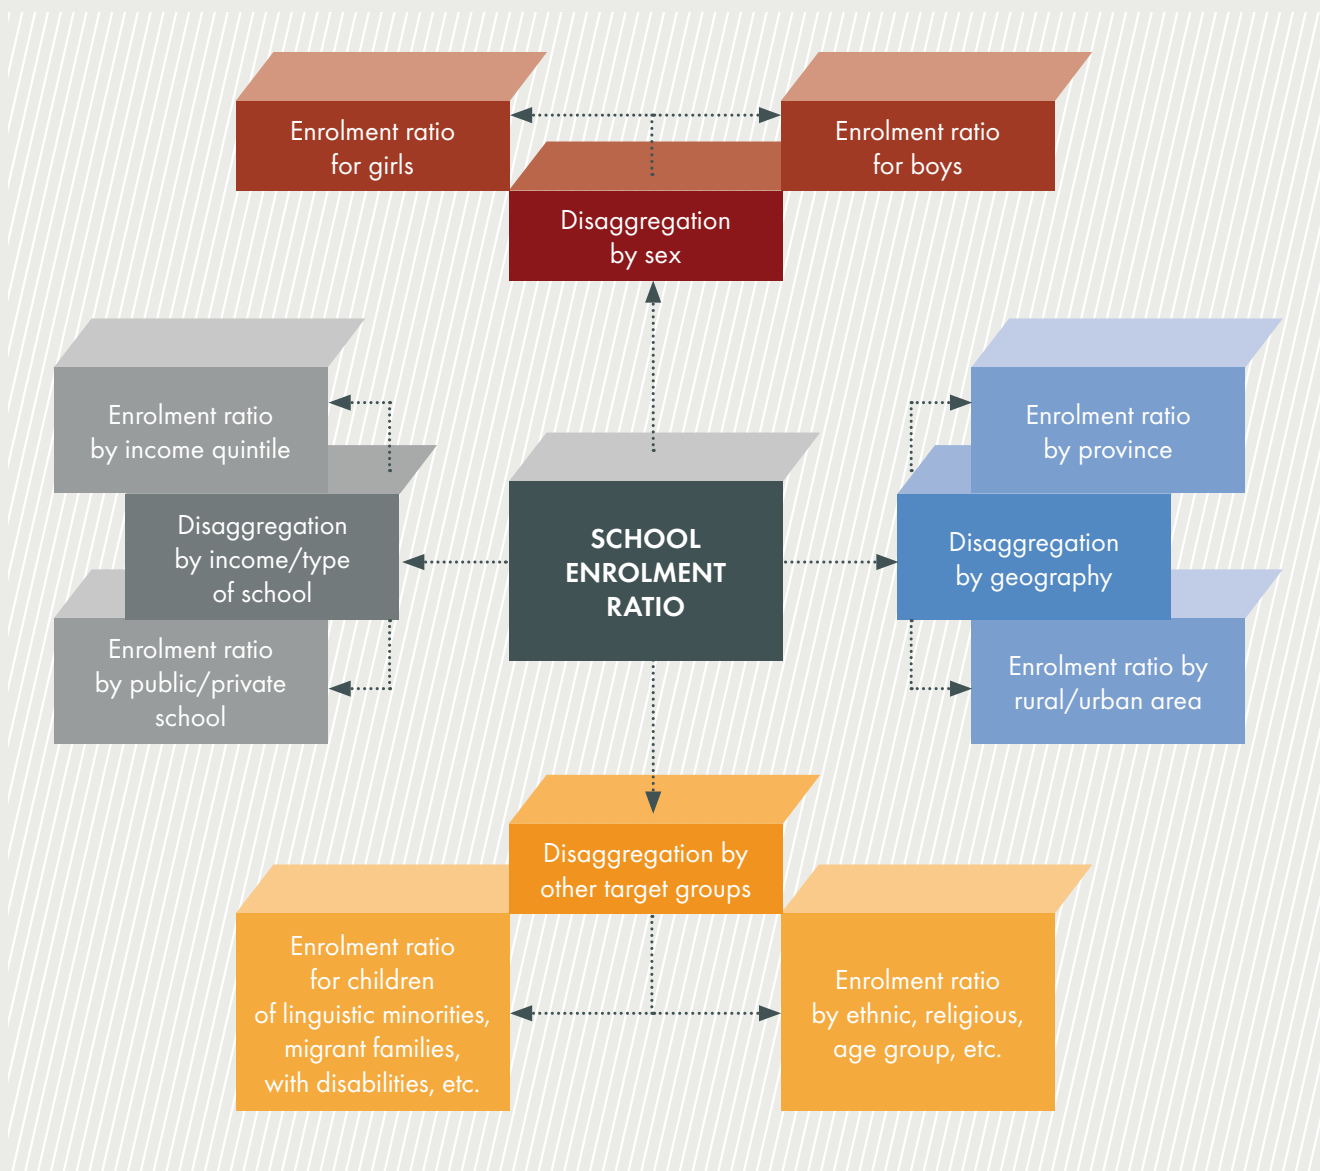 Enrolment ratio
for girls
Enrolment ratio
for boys
Disaggregation
by sex
Enrolment ratio
by income quintile
Disaggregation
by income/type
of school
Enrolment ratio
by public/private
school
SCHOOL
ENROLMENT
RATIO
Enrolment ratio
by province
Disaggregation
by geography
Enrolment ratio by
rural/urban area
Disaggregation by
other target groups
Enrolment ratio
for children
of linguistic minorities,
migrant families,
with disabilities, etc.
Enrolment ratio
by ethnic, religious,
age group, etc.